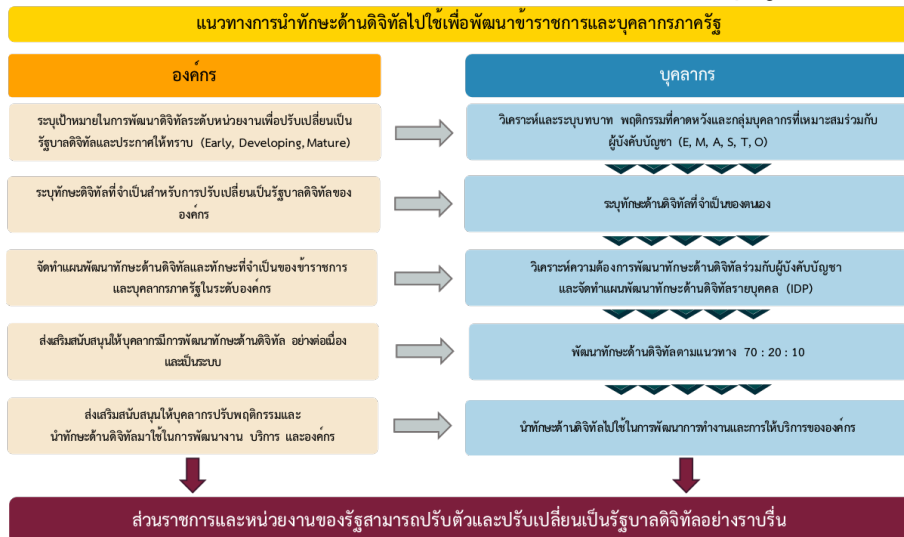 แนวทางการนำทักษะด้านดิจิทัลไปใช้เพื่อพัฒนาข้าราชการและบุคลากรภาครัฐ
องค์กร
บุคลากร
ระบุเป้าหมายในการพัฒนาดิจิทัลระดับหน่วยงานเพื่อปรับเปลี่ยนเป็น
รัฐบาลดิจิทัลและประกาศให้ทราบ (Early, Developing, Mature)
วิเคราะห์และระบุบทบาท พฤติกรรมที่คาดหวังและกลุ่มบุคลากรที่เหมาะสมร่วมกับ
ผู้บังคับบัญชา (E, M, A, S, T, O)
ระบุทักษะดิจิทัลที่จำเป็นสำหรับการปรับเปลี่ยนเป็นรัฐบาลดิจิทัลของ
องค์กร
ระบุทักษะด้านดิจิทัลที่จำเป็นของตนเอง
จัดทำแผนพัฒนาทักษะด้านดิจิทัลและทักษะที่จำเป็นของข้าราชการ
และบุคลากรภาครัฐในระดับองค์กร
วิเคราะห์ความต้องการพัฒนาทักษะด้านดิจิทัลร่วมกับผู้บังคับบัญชา
และจัดทำแผนพัฒนาทักษะด้านดิจิทัลรายบุคคล (IDP)
ส่งเสริมสนับสนุนให้บุคลากรมีการพัฒนาทักษะด้านดิจิทัล อย่างต่อเนื่อง
และเป็นระบบ
พัฒนาทักษะด้านดิจิทัลตามแนวทาง 70 : 20 : 10
ส่งเสริมสนับสนุนให้บุคลากรปรับพฤติกรรมและ
นำทักษะด้านดิจิทัลมาใช้ในการพัฒนางาน บริการ และองค์กร
นำทักษะด้านดิจิทัลไปใช้ในการพัฒนาการทำงานและการให้บริการขององค์กร
ส่วนราชการและหน่วยงานของรัฐสามารถปรับตัวและปรับเปลี่ยนเป็นรัฐบาลดิจิทัลอย่างราบรื่น